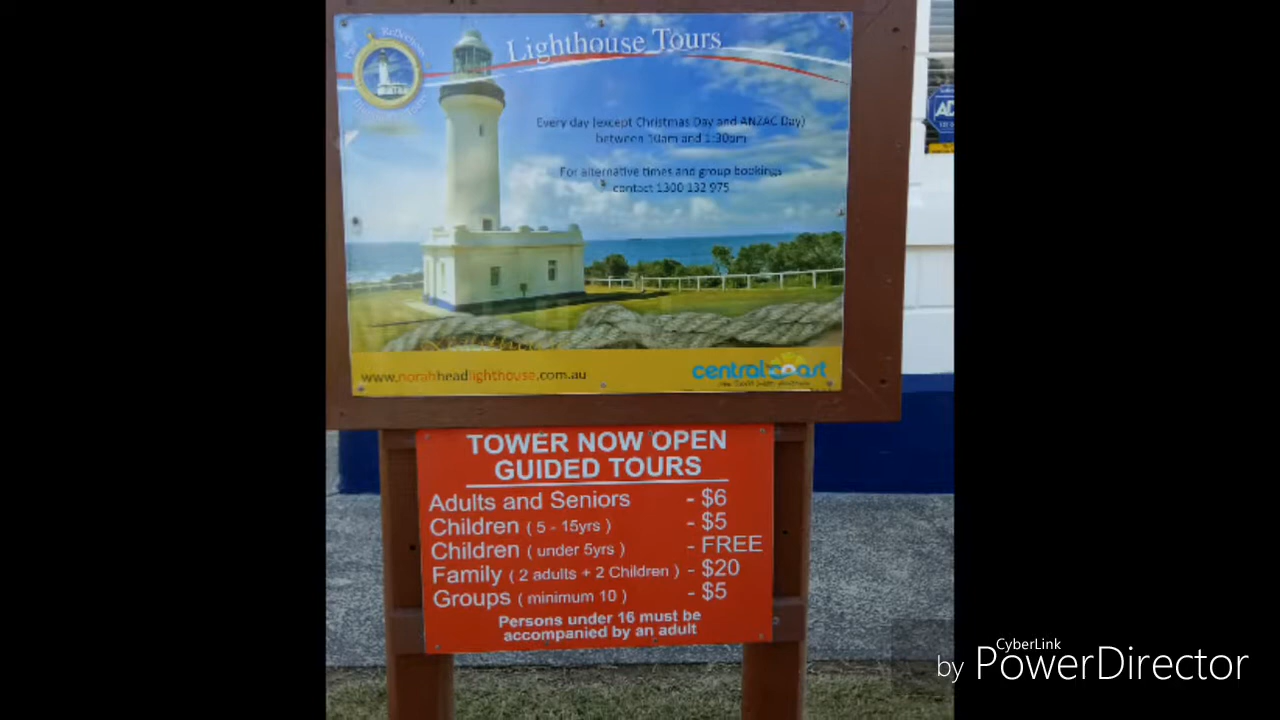 Lighthouse Tours
Every day (except Christmas Day and ANZAC Day)
between 10am and 1:30pm
For alternative times and group bookings
contact 1300 132 975
www.norahheadlighthouse.com.au
central coast
TOWER NOW OPEN
GUIDED TOURS
Adults and Seniors - $6
Children ( 5 - 15yrs ) - $5
Children ( under 5yrs ) - FREE
Family ( 2 adults + 2 Children ) - $20
Groups ( minimum 10 ) - $5
Persons under 16 must be
accompanied by an adult
CyberLink
by PowerDirector